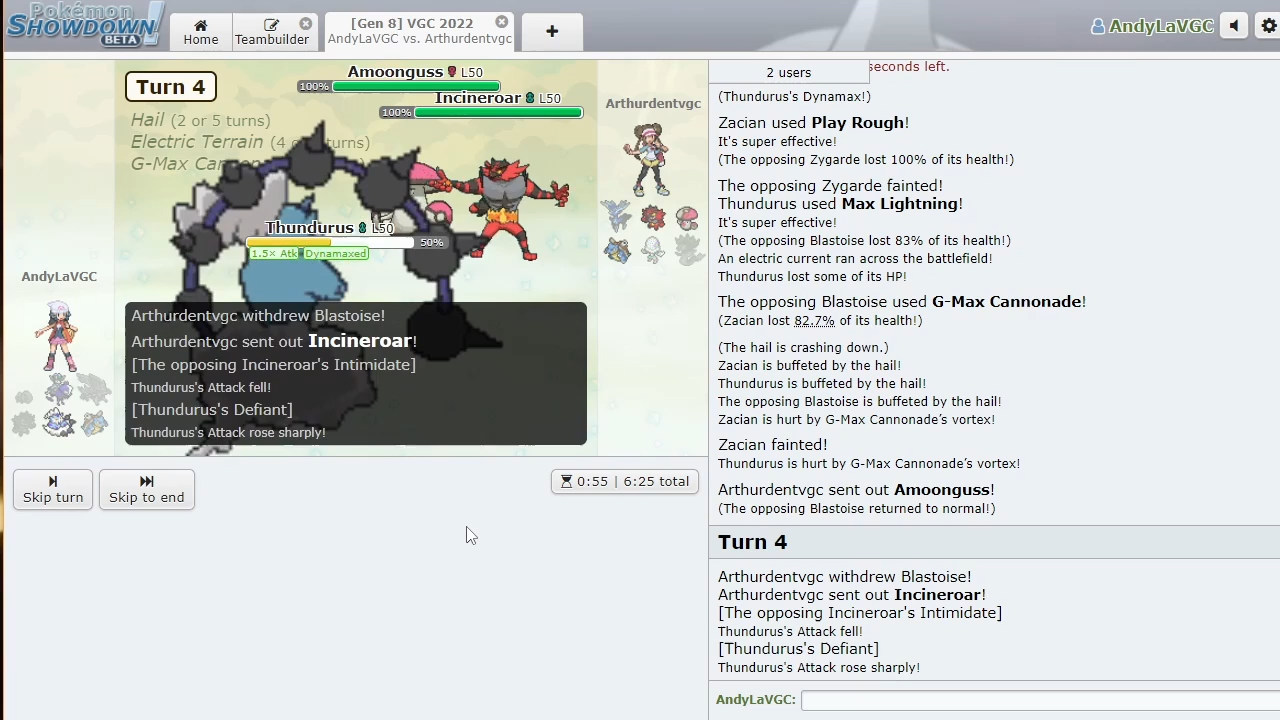 Pokémon
SHOWDOWN!
BETA
Home
Teambuilder
[Gen 8] VGC 2022
AndyLaVGC vs. Arthurdentvgc
+
AndyLaVGC
2 users
seconds left.
Turn 4
Amoonguss L50
100%
Incineroar L50
100%
Hail (2 or 5 turns)
Electric Terrain (4 turns)
G-Max
Arthurdentvgc
Thundurus L50
50%
1.5× Atk Dynamaxed
AndyLaVGC
Arthurdentvgc withdrew Blastoise!
Arthurdentvgc sent out Incineroar!
[The opposing Incineroar's Intimidate]
Thundurus's Attack fell!
[Thundurus's Defiant]
Thundurus's Attack rose sharply!
Skip turn
Skip to end
0:55 | 6:25 total
(Thundurus's Dynamax!)
Zacian used Play Rough!
It's super effective!
(The opposing Zygarde lost 100% of its health!)
The opposing Zygarde fainted!
Thundurus used Max Lightning!
It's super effective!
(The opposing Blastoise lost 83% of its health!)
An electric current ran across the battlefield!
Thundurus lost some of its HP!
The opposing Blastoise used G-Max Cannonade!
(Zacian lost 82.7% of its health!)
(The hail is crashing down.)
Zacian is buffeted by the hail!
Thundurus is buffeted by the hail!
The opposing Blastoise is buffeted by the hail!
Zacian is hurt by G-Max Cannonade's vortex!
Zacian fainted!
Thundurus is hurt by G-Max Cannonade's vortex!
Arthurdentvgc sent out Amoonguss!
(The opposing Blastoise returned to normal!)
Turn 4
Arthurdentvgc withdrew Blastoise!
Arthurdentvgc sent out Incineroar!
[The opposing Incineroar's Intimidate]
Thundurus's Attack fell!
[Thundurus's Defiant]
Thundurus's Attack rose sharply!
AndyLaVGC: